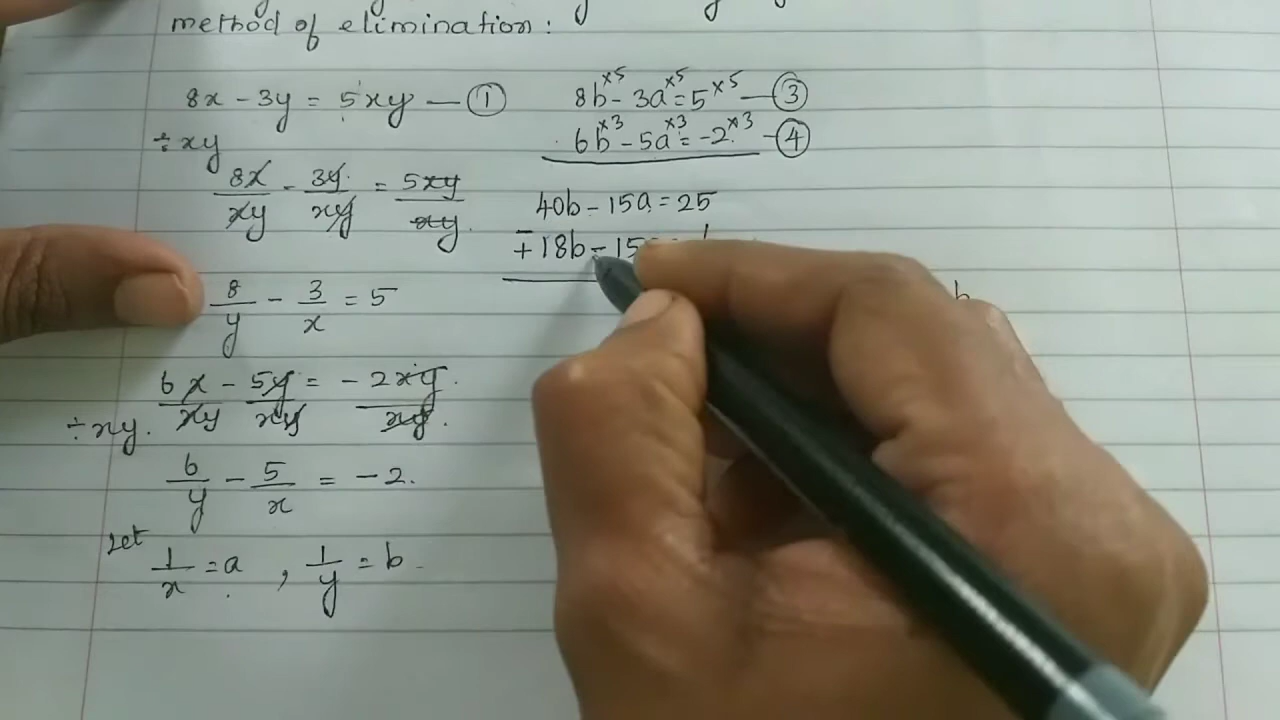 method of elimination:
8x - 3y = 5xy — ①
÷xy
8x/xy - 3y/xy = 5xy/xy
8/y - 3/x = 5
6x/xy - 5y/xy = -2xy/xy
÷xy.
6/y - 5/x = -2.
Let
1/x = a , 1/y = b
8b^×5 - 3a^×5 = 5^×5 — ③
6b^×3 - 5a^×3 = -2^×3 - ④
40b - 15a = 25
18b - 15